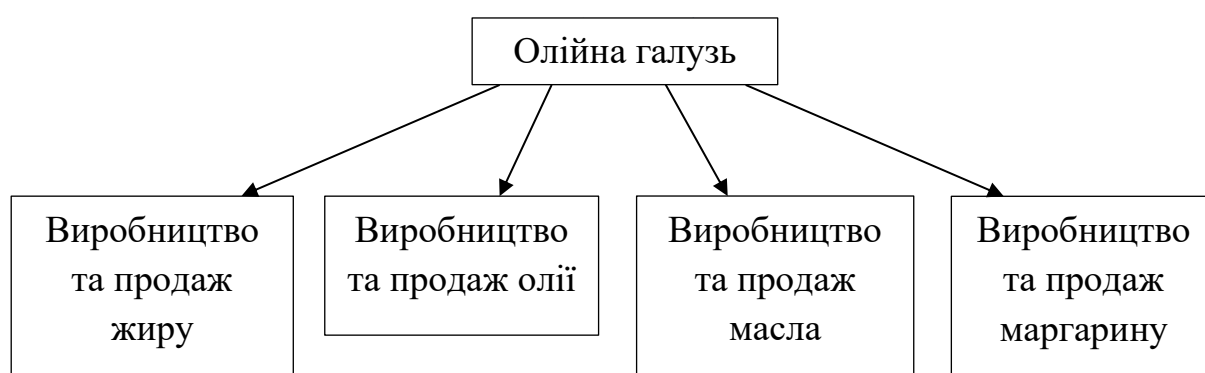 Олійна галузь
Виробництво
та продаж
жиру
Виробництво
та продаж олії
Виробництво
та продаж
масла
Виробництво
та продаж
маргарину